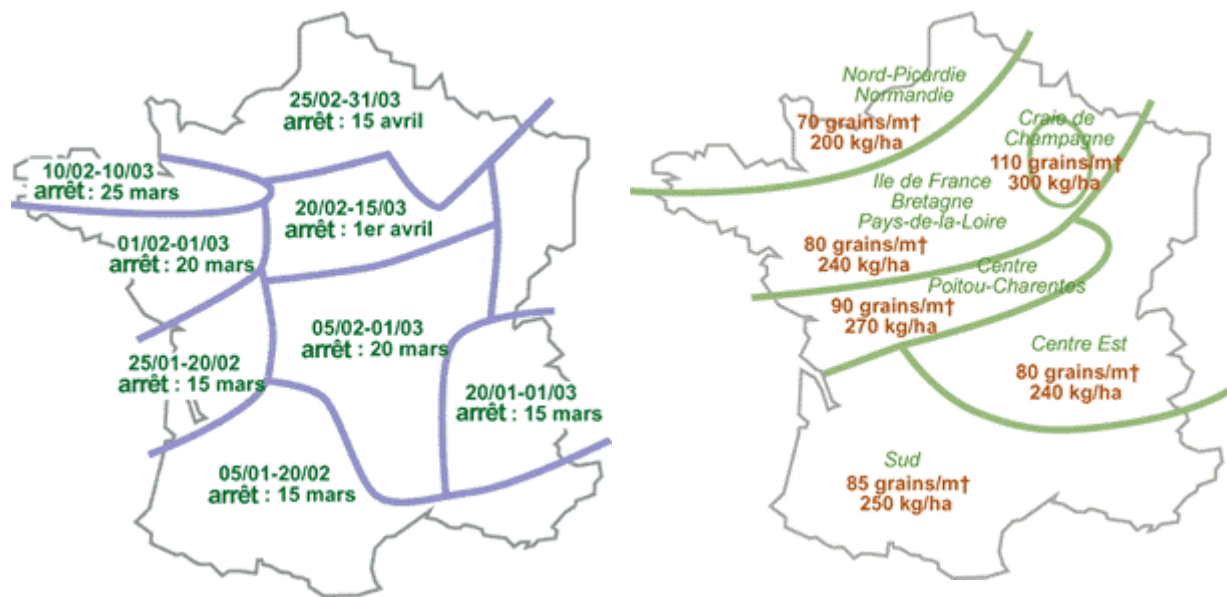 25/02-31/03
arrêt : 15 avril
10/02-10/03
arrêt : 25 mars
20/02-15/03
arrêt : 1er avril
01/02-01/03
arrêt : 20 mars
05/02-01/03
arrêt : 20 mars
25/01-20/02
arrêt : 15 mars
20/01-01/03
arrêt : 15 mars
05/01-20/02
arrêt : 15 mars
Nord-Picardie
Normandie
70 grains/m†
200 kg/ha
Craie de
Champagne
110 grains/m†
300 kg/ha
Ile de France
Bretagne
Pays-de-la-Loire
80 grains/m†
240 kg/ha
Centre
Poitou-Charentes
90 grains/m†
270 kg/ha
Centre Est
80 grains/m†
240 kg/ha
Sud
85 grains/m†
250 kg/ha